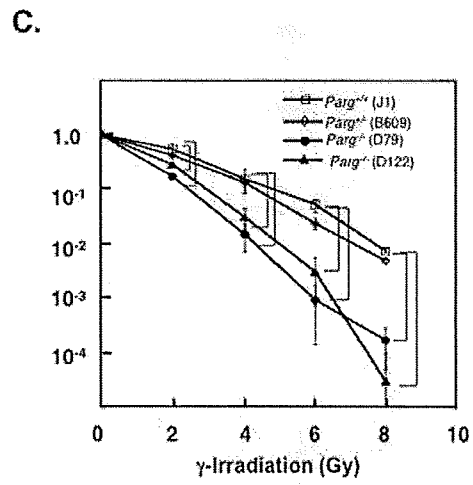 C.
Parg+/+ (J1)
Parg+/- (B609)
Parg-/- (D79)
Parg-/- (D122)
1.0
10-1
10-2
10-3
10-4
0 2 4 6 8 10
γ-Irradiation (Gy)